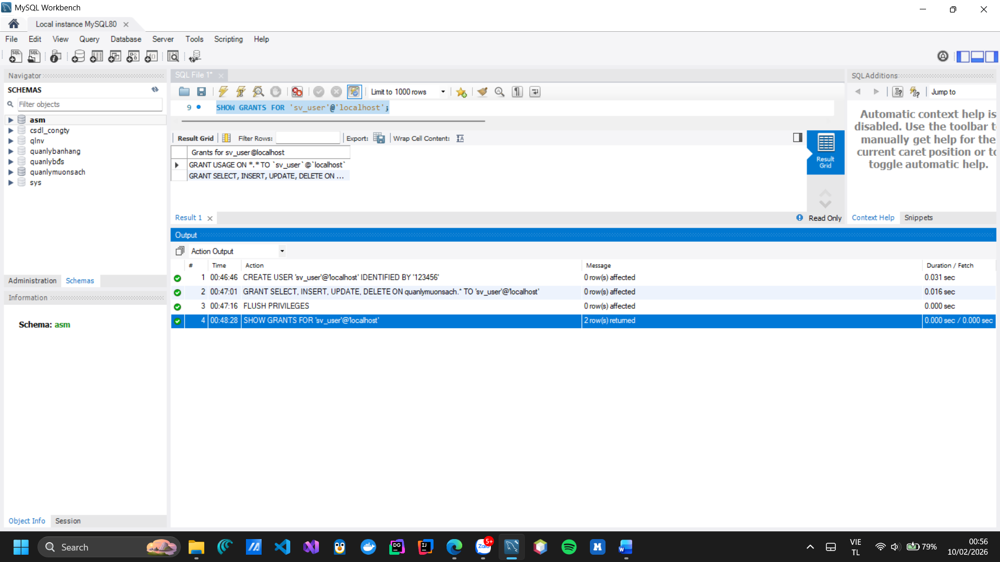 MySQL Workbench
Local instance MySQL80
File Edit View Query Database Server Tools Scripting Help
Navigator
SCHEMAS
Filter objects
asm
csdl_congty
qlnv
quanlybanhang
quanlybđs
quanlymuonsach
sys
Administration Schemas
Information
Schema: asm
Object Info Session
SQL File 1*
Limit to 1000 rows
9 SHOW GRANTS FOR 'sv_user'@'localhost';
Result Grid Filter Rows: Export: Wrap Cell Content:
Grants for sv_user@localhost
GRANT USAGE ON *.* TO `sv_user`@`localhost`
GRANT SELECT, INSERT, UPDATE, DELETE ON ...
Result
Grid
Result 1
Read Only
SQLAdditions
Jump to
Automatic context help is
disabled. Use the toolbar t
manually get help for the
current caret position or to
toggle automatic help.
Context Help Snippets
Output
Action Output
# Time Action Message Duration / Fetch
1 00:46:46 CREATE USER 'sv_user'@'localhost' IDENTIFIED BY '123456' 0 row(s) affected 0.031 sec
2 00:47:01 GRANT SELECT, INSERT, UPDATE, DELETE ON quanlymuonsach.* TO 'sv_user'@'localhost' 0 row(s) affected 0.016 sec
3 00:47:16 FLUSH PRIVILEGES 0 row(s) affected 0.000 sec
4 00:48:28 SHOW GRANTS FOR 'sv_user'@'localhost' 2 row(s) returned 0.000 sec / 0.000 sec
Search
DG
IJ
Zalo
5+
M
W
VIE
TL
79%
00:56
10/02/2026